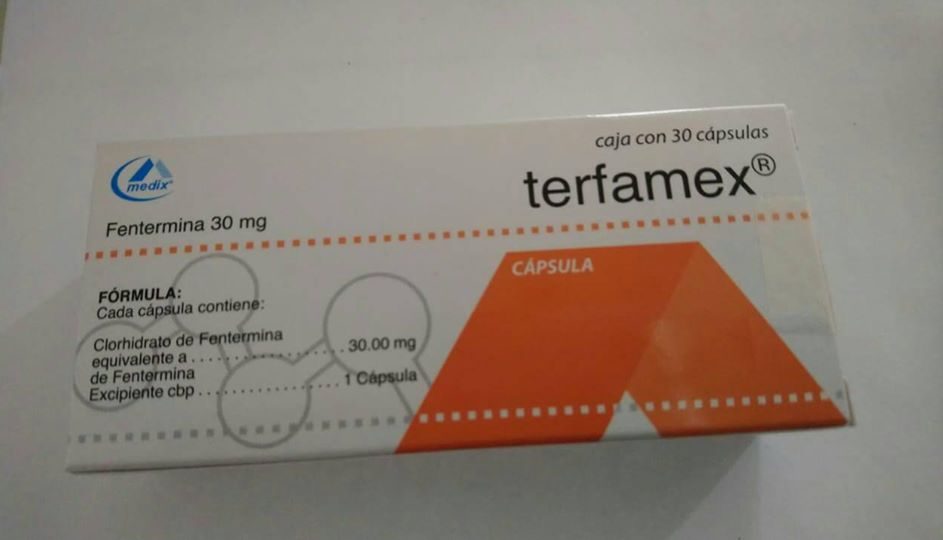 caja con 30 cápsulas
terfamex®
medix®
Fentermina 30 mg
CÁPSULA
FÓRMULA:
Cada cápsula contiene:
Clorhidrato de Fentermina
equivalente a . . . . . . . . . . . . . . . . . . 30.00 mg
de Fentermina
Excipiente cbp . . . . . . . . . . . . . . . . . 1 Cápsula